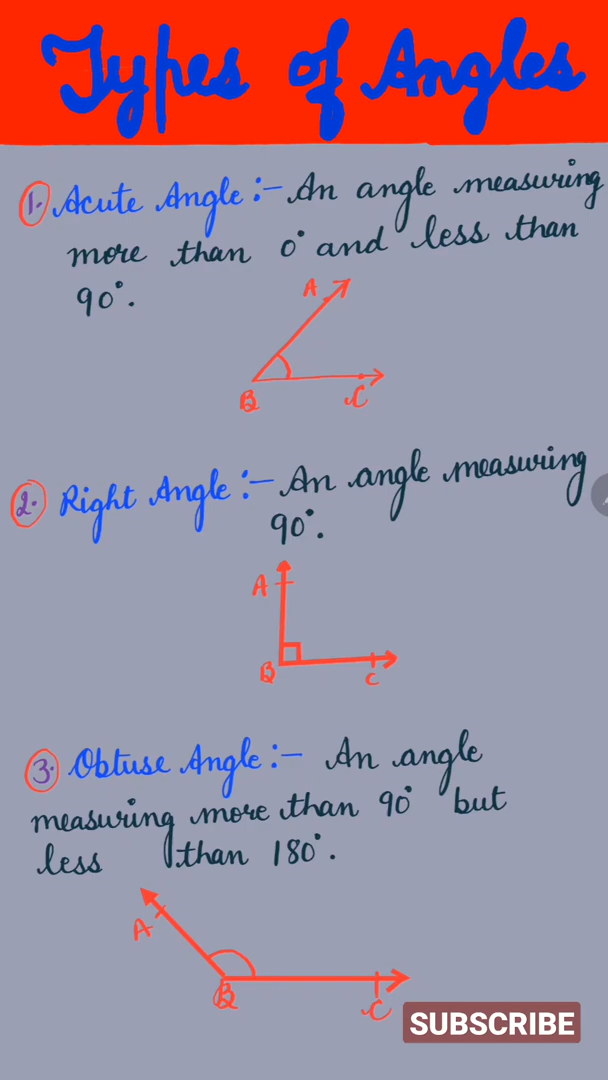 Types of Angles
1. Acute Angle :- An angle measuring
more than 0° and less than
90°.
A
B C
2. Right Angle :- An angle measuring
90°.
A
B C
3. Obtuse Angle :- An angle
measuring more than 90° but
less than 180°.
A
B C
SUBSCRIBE